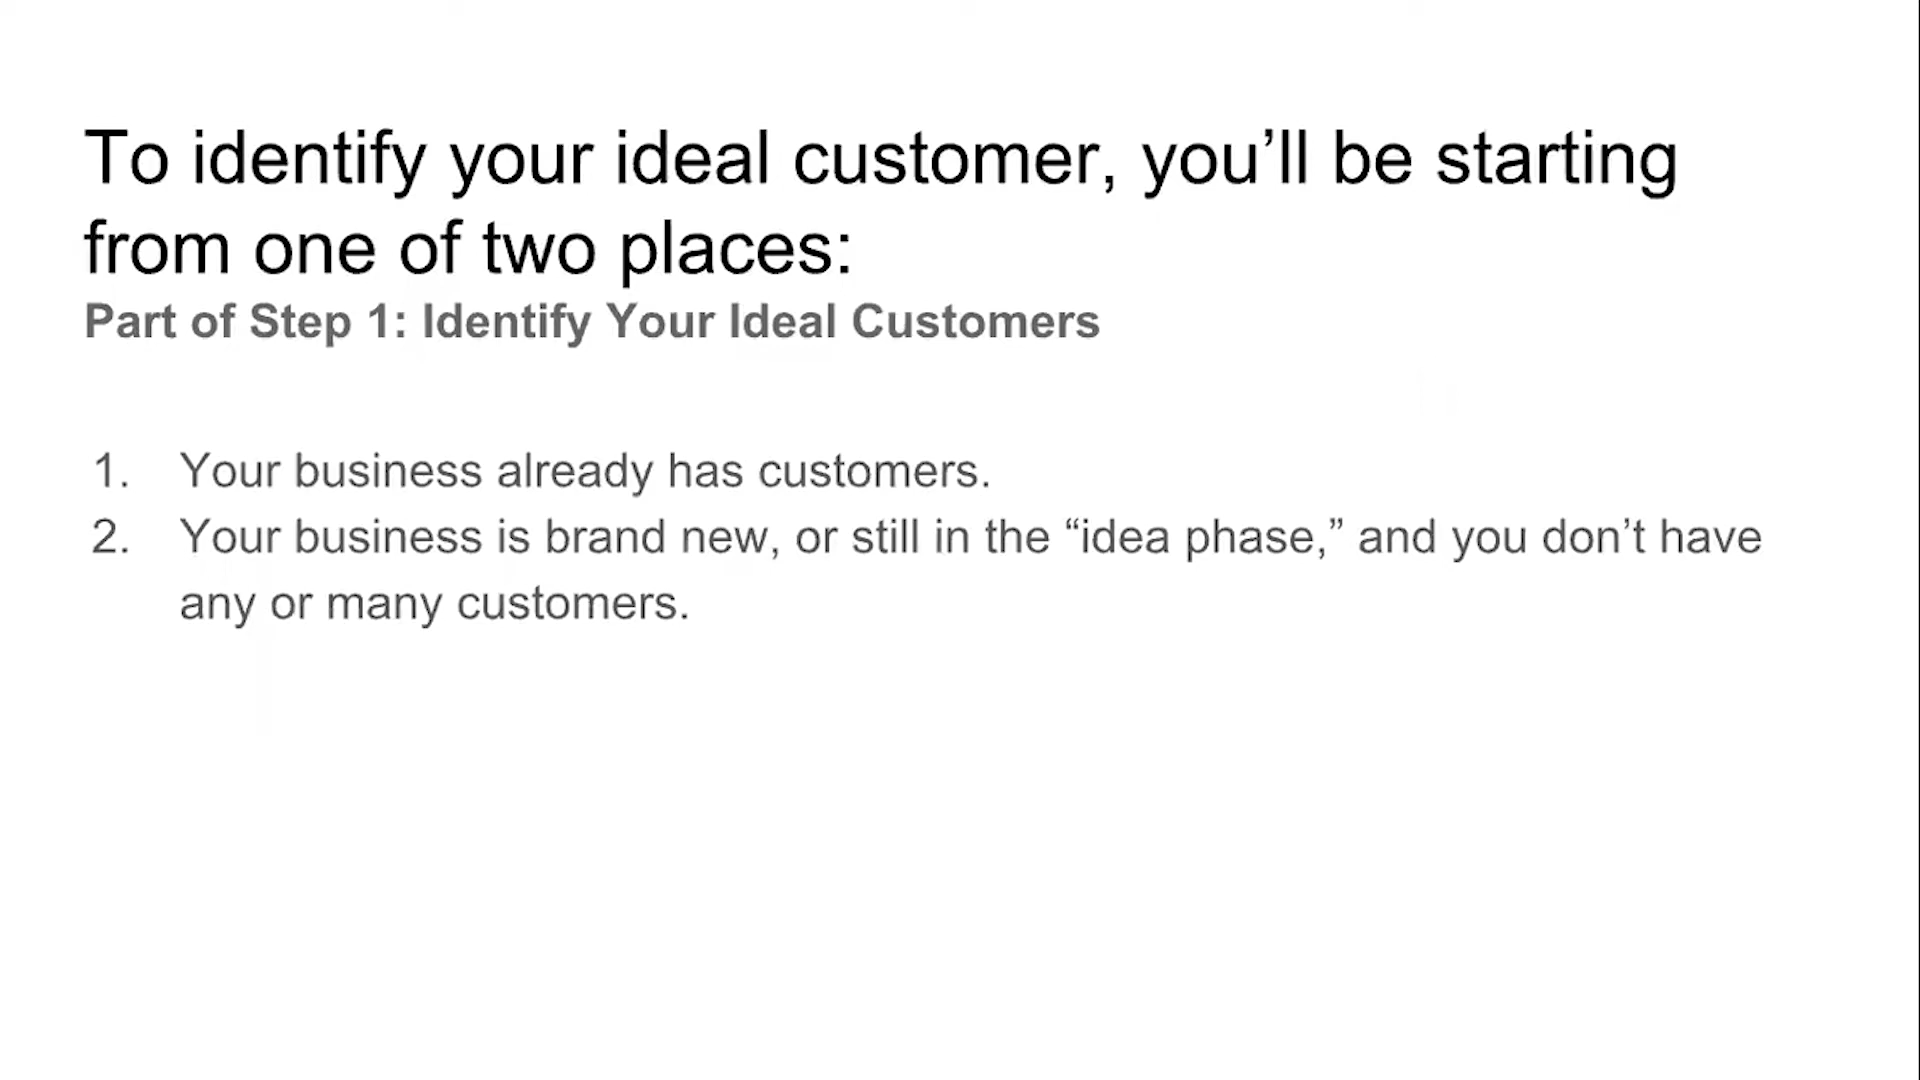 To identify your ideal customer, you’ll be starting
from one of two places:
Part of Step 1: Identify Your Ideal Customers
1. Your business already has customers.
2. Your business is brand new, or still in the “idea phase,” and you don’t have
any or many customers.